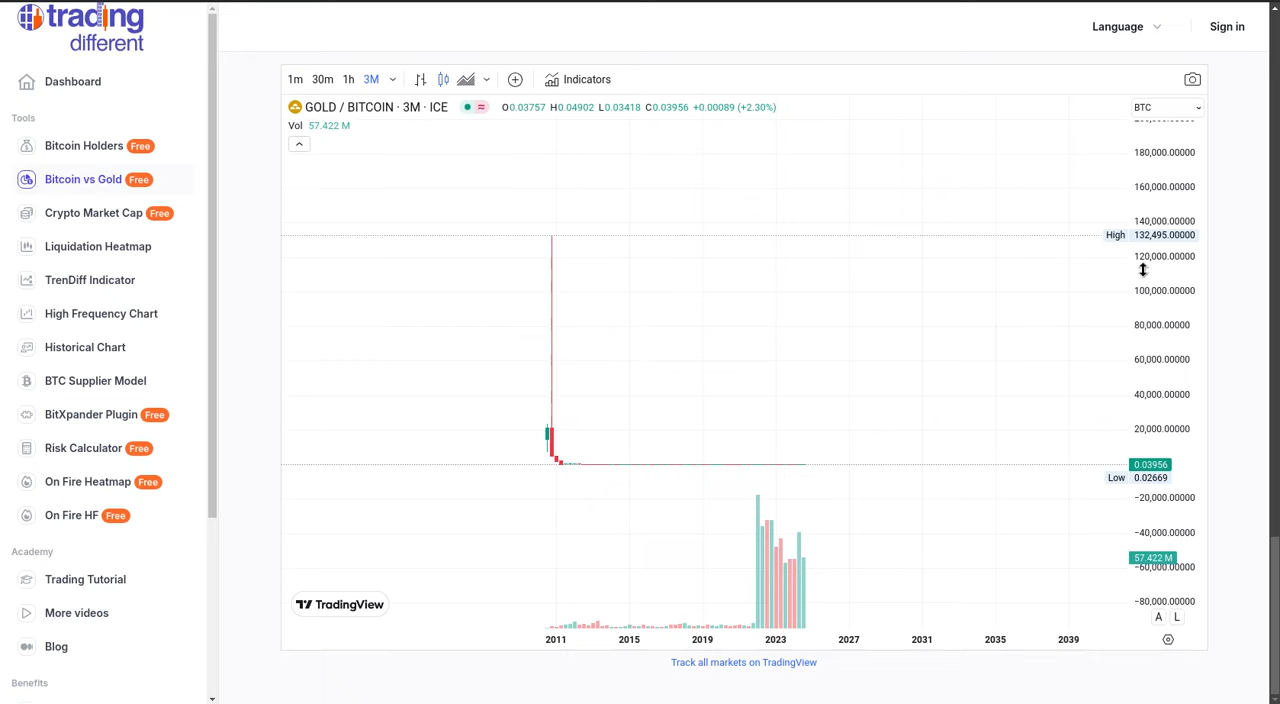 trading
different
Dashboard
Tools
Bitcoin Holders Free
Bitcoin vs Gold Free
Crypto Market Cap Free
Liquidation Heatmap
TrenDiff Indicator
High Frequency Chart
Historical Chart
BTC Supplier Model
BitXpander Plugin Free
Risk Calculator Free
On Fire Heatmap Free
On Fire HF Free
Academy
Trading Tutorial
More videos
Blog
Benefits
Language
Sign in
1m 30m 1h 3M Indicators
GOLD / BITCOIN · 3M · ICE ≈ O0.03757 H0.04902 L0.03418 C0.03956 +0.00089 (+2.30%)
BTC
Vol 57.422 M
180,000.00000
160,000.00000
140,000.00000
High 132,495.00000
120,000.00000
100,000.00000
80,000.00000
60,000.00000
40,000.00000
20,000.00000
0.03956
Low 0.02669
−20,000.00000
−40,000.00000
57.422 M
−60,000.00000
−80,000.00000
TradingView
A L
2011 2015 2019 2023 2027 2031 2035 2039
Track all markets on TradingView